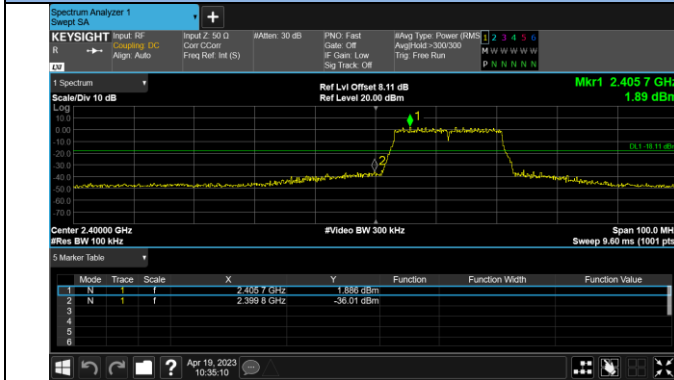 Spectrum Analyzer 1
Swept SA
+
KEYSIGHT Input: RF Input Z: 50 Ω #Atten: 30 dB PNO: Fast #Avg Type: Power (RMS 1 2 3 4 5 6
R Coupling: DC Corr CCorr Gate: Off Avg|Hold:>300/300 M W W W W W
Align: Auto Freq Ref: Int (S) IF Gain: Low Trig: Free Run
Sig Track: Off P N N N N N
LXI
1 Spectrum Ref Lvl Offset 8.11 dB Mkr1 2.405 7 GHz
Scale/Div 10 dB Ref Level 20.00 dBm 1.89 dBm
Log
10.0
0.00
-10.0
-20.0
-30.0
-40.0
-50.0
-60.0
-70.0
1
2
DL1 -18.11 dBm
Center 2.40000 GHz #Video BW 300 kHz Span 100.0 MH
#Res BW 100 kHz Sweep 9.60 ms (1001 pts
5 Marker Table
Mode Trace Scale X Y Function Function Width Function Value
1 N 1 f 2.405 7 GHz 1.886 dBm
2 N 1 f 2.399 8 GHz -36.01 dBm
3
4
5
6
? Apr 19, 2023
10:35:10